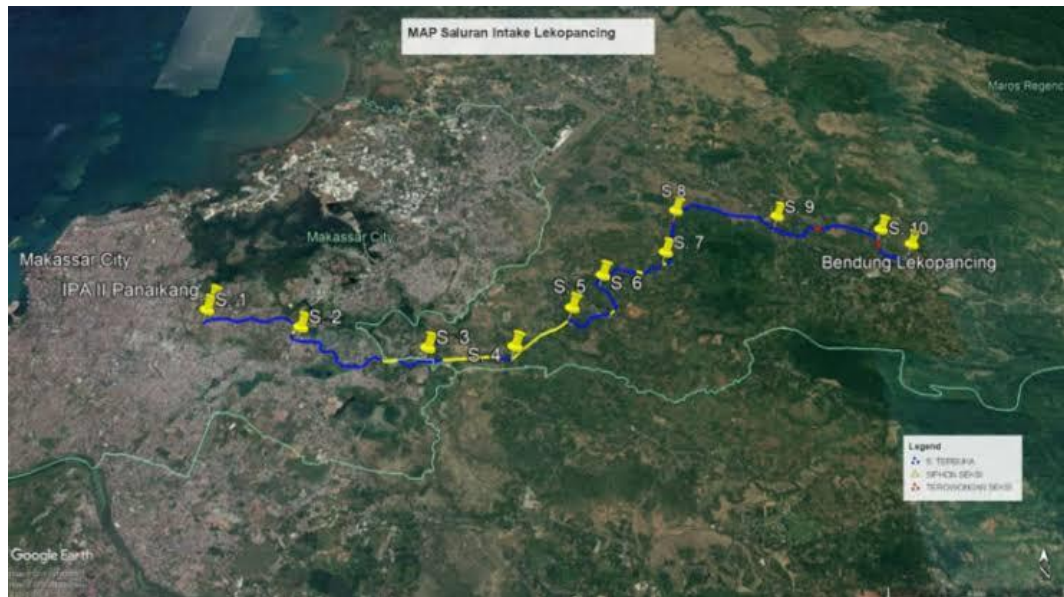 MAP Saluran Intake Lekopancing
Maros Regenc
Makassar City
S 8
S. 9
S. 10
S. 7
Bendung Lekopancing
Makassar City
IPA II Panaikang
S. 1
S. 6
S. 5
S. 2
S. 3
S. 4
Legend
S. TERBUKA
SIPHON SEKSI
TEROWONGAN SEKSI
Google Earth